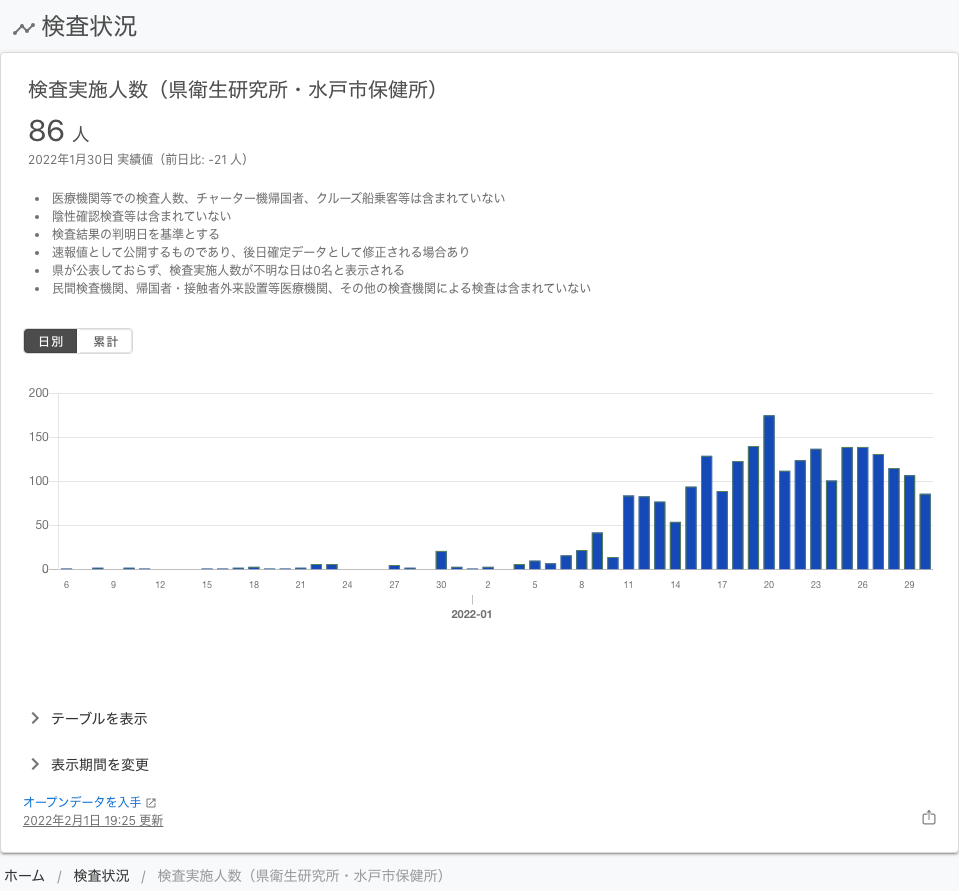 検査状況
検査実施人数（県衛生研究所・水戸市保健所）
86 人
2022年1月30日 実績値（前日比: -21 人）
• 医療機関等での検査人数、チャーター機帰国者、クルーズ船乗客等は含まれていない
• 陰性確認検査等は含まれていない
• 検査結果の判明日を基準とする
• 速報値として公開するものであり、後日確定データとして修正される場合あり
• 県が公表しておらず、検査実施人数が不明な日は0名と表示される
• 民間検査機関、帰国者・接触者外来設置等医療機関、その他の検査機関による検査は含まれていない
日別 累計
200
150
100
50
0
6 9 12 15 18 21 24 27 30 2 5 8 11 14 17 20 23 26 29
2022-01
テーブルを表示
表示期間を変更
オープンデータを入手
2022年2月1日 19:25 更新
ホーム / 検査状況 / 検査実施人数（県衛生研究所・水戸市保健所）